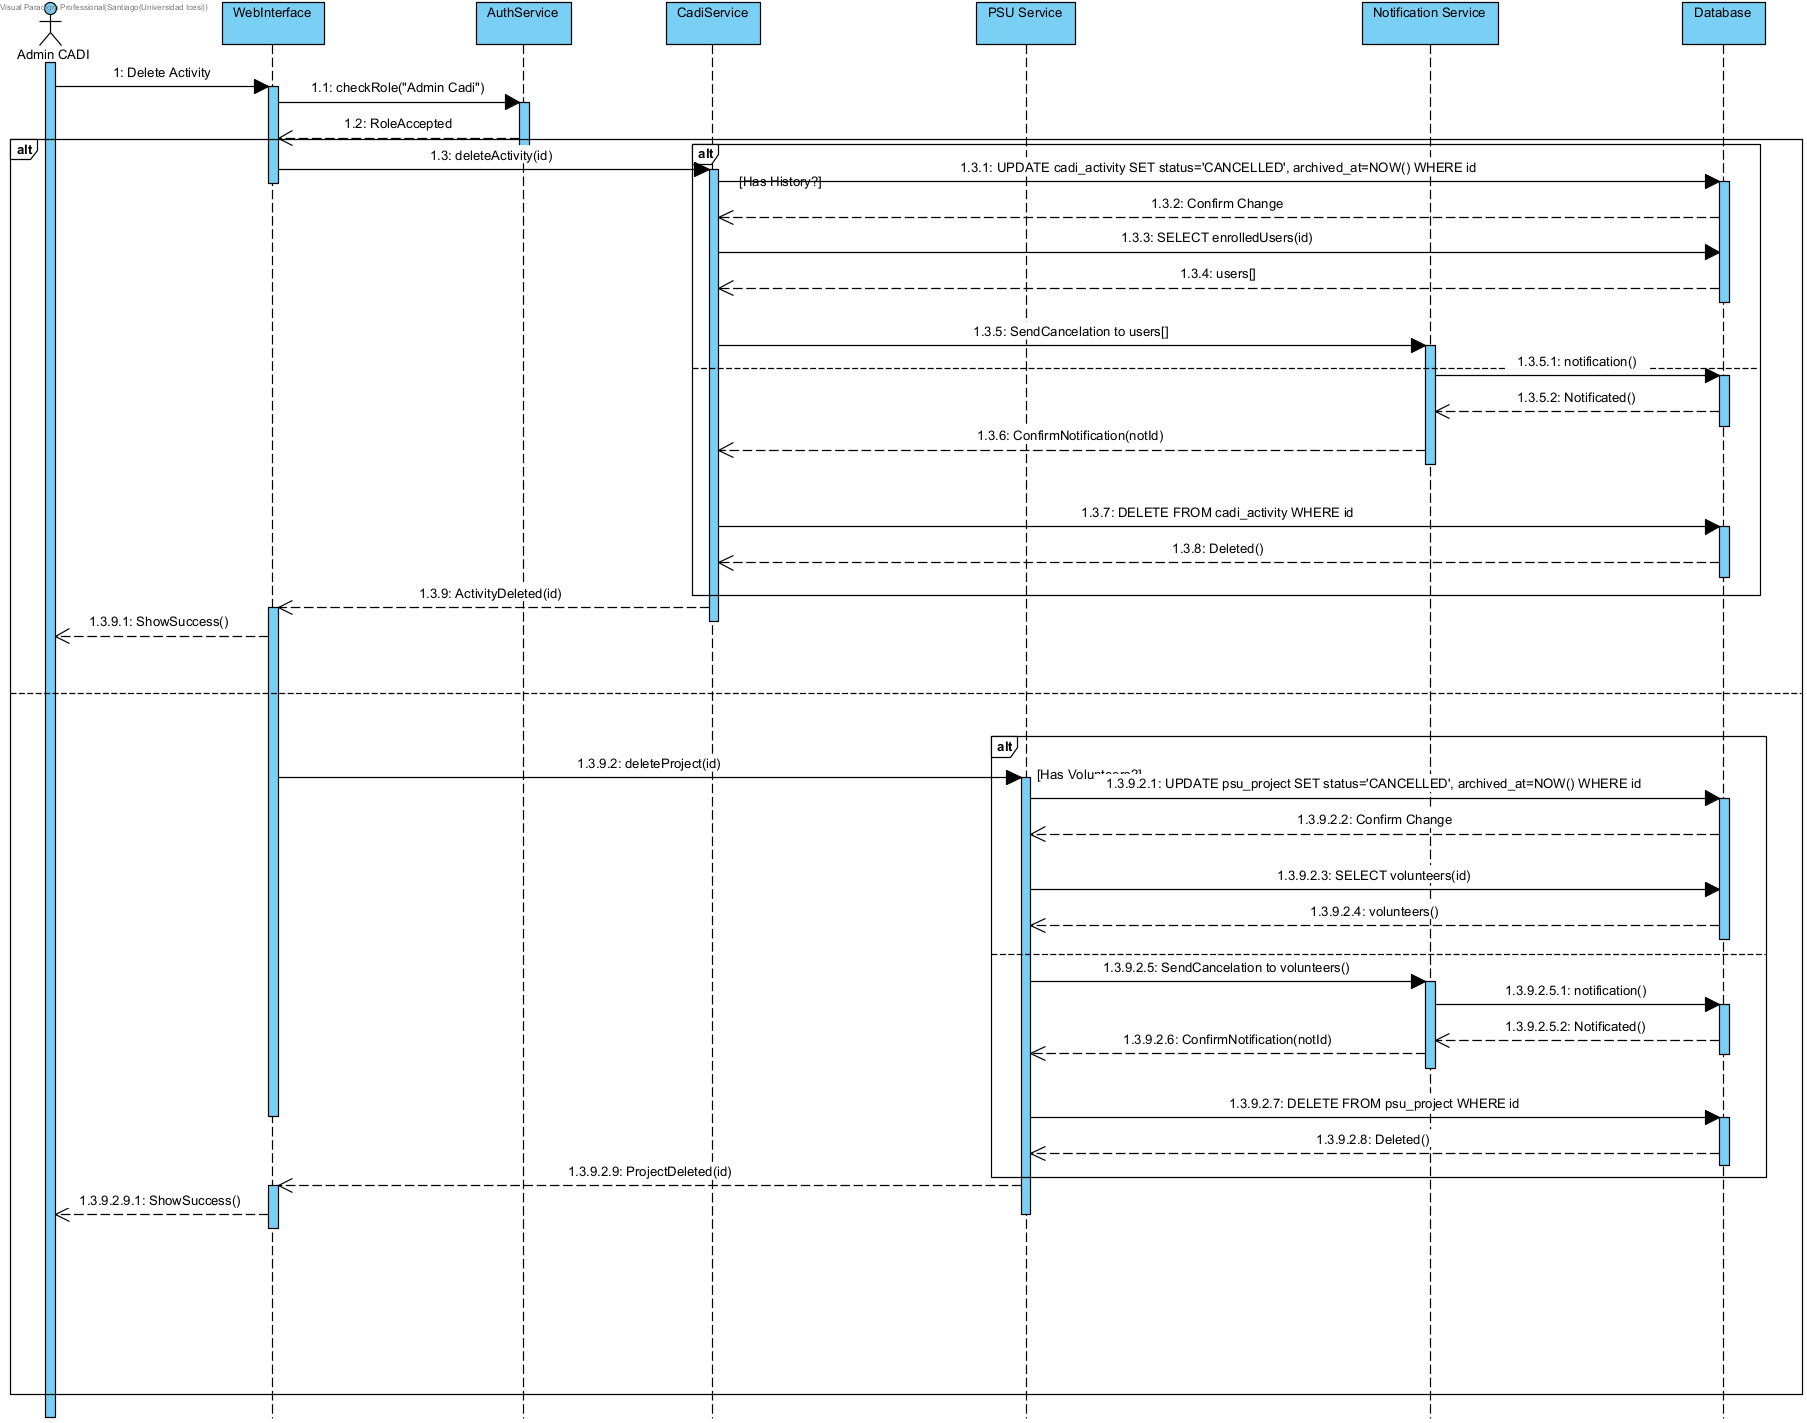 Visual Paradigm Professional(Santiago(Universidad Icesi))
Admin CADI
WebInterface
AuthService
CadiService
PSU Service
Notification Service
Database
1: Delete Activity
1.1: checkRole("Admin Cadi")
1.2: RoleAccepted
alt
1.3: deleteActivity(id)
alt
1.3.1: UPDATE cadi_activity SET status='CANCELLED', archived_at=NOW() WHERE id
[Has History?]
1.3.2: Confirm Change
1.3.3: SELECT enrolledUsers(id)
1.3.4: users[]
1.3.5: SendCancelation to users[]
1.3.5.1: notification()
1.3.5.2: Notificated()
1.3.6: ConfirmNotification(notId)
1.3.7: DELETE FROM cadi_activity WHERE id
1.3.8: Deleted()
1.3.9: ActivityDeleted(id)
1.3.9.1: ShowSuccess()
alt
1.3.9.2: deleteProject(id)
[Has Volunteers?]
1.3.9.2.1: UPDATE psu_project SET status='CANCELLED', archived_at=NOW() WHERE id
1.3.9.2.2: Confirm Change
1.3.9.2.3: SELECT volunteers(id)
1.3.9.2.4: volunteers()
1.3.9.2.5: SendCancelation to volunteers()
1.3.9.2.5.1: notification()
1.3.9.2.5.2: Notificated()
1.3.9.2.6: ConfirmNotification(notId)
1.3.9.2.7: DELETE FROM psu_project WHERE id
1.3.9.2.8: Deleted()
1.3.9.2.9: ProjectDeleted(id)
1.3.9.2.9.1: ShowSuccess()